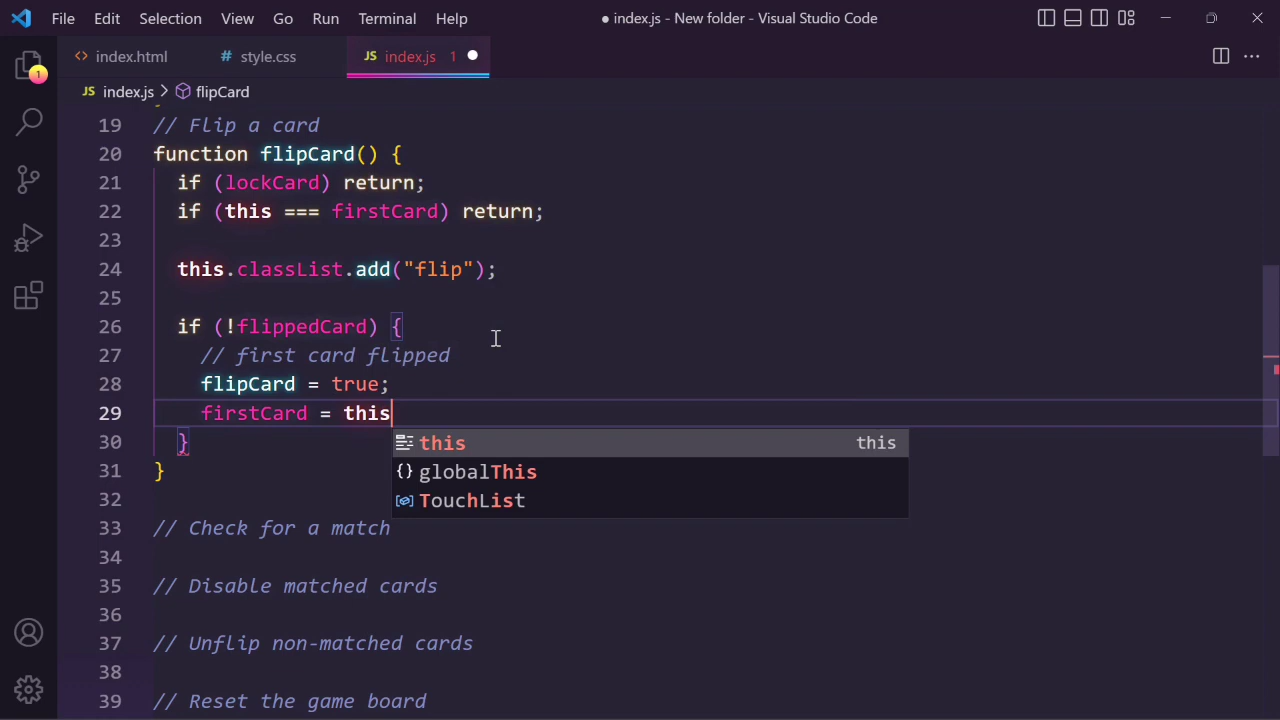 File Edit Selection View Go Run Terminal Help ● index.js - New folder - Visual Studio Code
<> index.html # style.css JS index.js 1 ●
1
JS index.js > flipCard
19 // Flip a card
20 function flipCard() {
21 if (lockCard) return;
22 if (this === firstCard) return;
23
24 this.classList.add("flip");
25
26 if (!flippedCard) {
27 // first card flipped
28 flipCard = true;
29 firstCard = this
30 }
this this
31 }
{} globalThis
32 TouchList
33 // Check for a match
34
35 // Disable matched cards
36
37 // Unflip non-matched cards
38
39 // Reset the game board